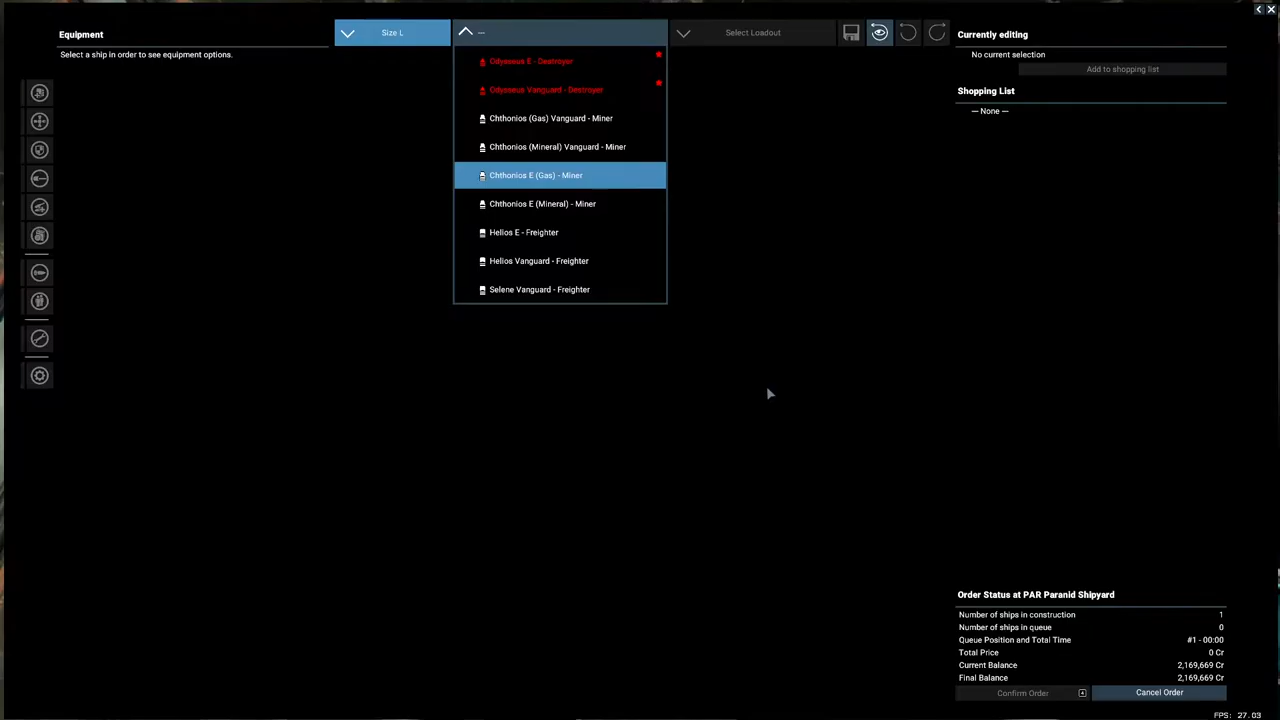 Equipment
Select a ship in order to see equipment options.
Size L
---
Odysseus E - Destroyer
Odysseus Vanguard - Destroyer
Chthonios (Gas) Vanguard - Miner
Chthonios (Mineral) Vanguard - Miner
Chthonios E (Gas) - Miner
Chthonios E (Mineral) - Miner
Helios E - Freighter
Helios Vanguard - Freighter
Selene Vanguard - Freighter
Select Loadout
Currently editing
No current selection
Add to shopping list
Shopping List
--- None ---
Order Status at PAR Paranid Shipyard
Number of ships in construction 1
Number of ships in queue 0
Queue Position and Total Time #1 - 00:00
Total Price 0 Cr
Current Balance 2,169,669 Cr
Final Balance 2,169,669 Cr
Confirm Order
Cancel Order
FPS: 27.03